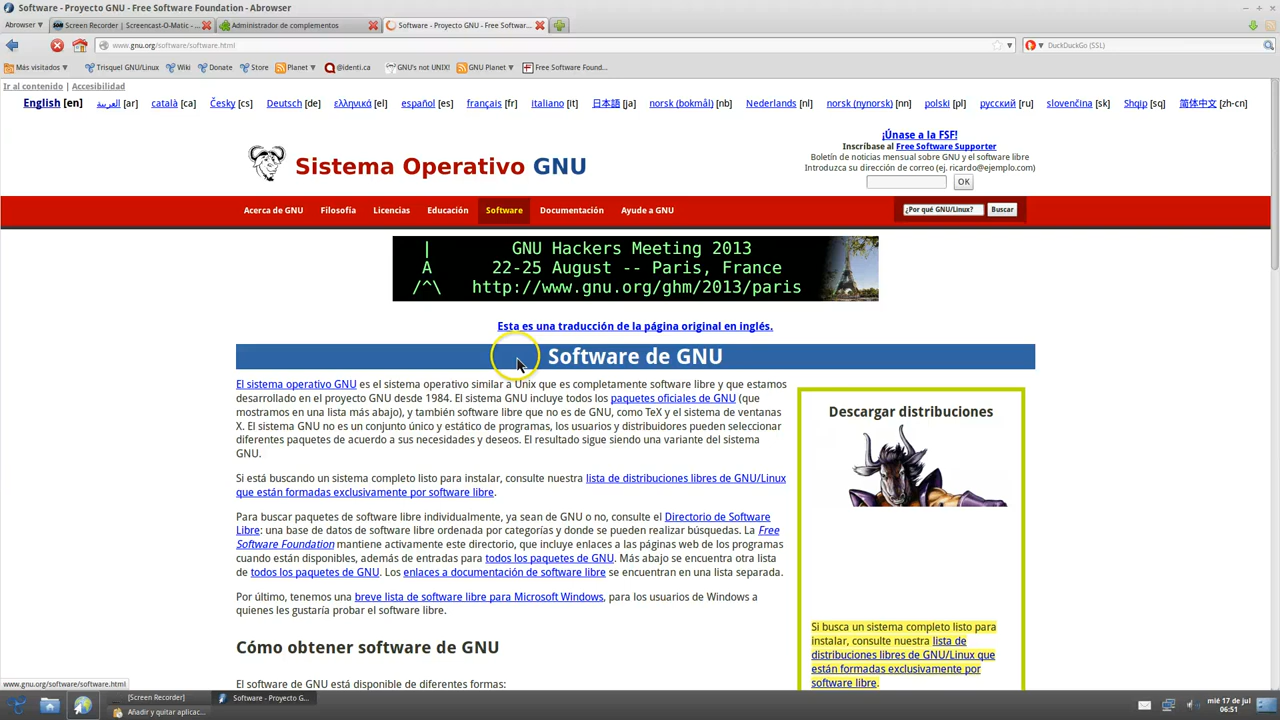 Software - Proyecto GNU - Free Software Foundation - Abrowser
Abrowser
Screen Recorder | Screencast-O-Matic - ...
Administrador de complementos
Software - Proyecto GNU - Free Softwar...
www.gnu.org/software/software.html
DuckDuckGo (SSL)
Más visitados
Trisquel GNU/Linux
Wiki
Donate
Store
Planet
@identi.ca
GNU's not UNIX!
GNU Planet
Free Software Found...
Ir al contenido | Accesibilidad
English [en] العربية [ar] català [ca] Česky [cs] Deutsch [de] ελληνικά [el] español [es] français [fr] italiano [it] 日本語 [ja] norsk (bokmål) [nb] Nederlands [nl] norsk (nynorsk) [nn] polski [pl] русский [ru] slovenčina [sk] Shqip [sq] 简体中文 [zh-cn]
¡Únase a la FSF!
Inscríbase al Free Software Supporter
Boletín de noticias mensual sobre GNU y el software libre
Introduzca su dirección de correo (ej. ricardo@ejemplo.com)
OK
Sistema Operativo GNU
Acerca de GNU Filosofía Licencias Educación Software Documentación Ayude a GNU
¿Por qué GNU/Linux? Buscar
| GNU Hackers Meeting 2013
A 22-25 August -- Paris, France
/^\ http://www.gnu.org/ghm/2013/paris
Esta es una traducción de la página original en inglés.
Software de GNU
El sistema operativo GNU es el sistema operativo similar a Unix que es completamente software libre y que estamos
desarrollado en el proyecto GNU desde 1984. El sistema GNU incluye todos los paquetes oficiales de GNU (que
mostramos en una lista más abajo), y también software libre que no es de GNU, como TeX y el sistema de ventanas
X. El sistema GNU no es un conjunto único y estático de programas, los usuarios y distribuidores pueden seleccionar
diferentes paquetes de acuerdo a sus necesidades y deseos. El resultado sigue siendo una variante del sistema
GNU.
Si está buscando un sistema completo listo para instalar, consulte nuestra lista de distribuciones libres de GNU/Linux
que están formadas exclusivamente por software libre.
Para buscar paquetes de software libre individualmente, ya sean de GNU o no, consulte el Directorio de Software
Libre: una base de datos de software libre ordenada por categorías y donde se pueden realizar búsquedas. La Free
Software Foundation mantiene activamente este directorio, que incluye enlaces a las páginas web de los programas
cuando están disponibles, además de entradas para todos los paquetes de GNU. Más abajo se encuentra otra lista
de todos los paquetes de GNU. Los enlaces a documentación de software libre se encuentran en una lista separada.
Por último, tenemos una breve lista de software libre para Microsoft Windows, para los usuarios de Windows a
quienes les gustaría probar el software libre.
Cómo obtener software de GNU
El software de GNU está disponible de diferentes formas:
Descargar distribuciones
Si busca un sistema completo listo para
instalar, consulte nuestra lista de
distribuciones libres de GNU/Linux que
están formadas exclusivamente por
software libre.
www.gnu.org/software/software.html
[Screen Recorder]
Software - Proyecto G...
Añadir y quitar aplicac...
mié 17 de jul
06:51